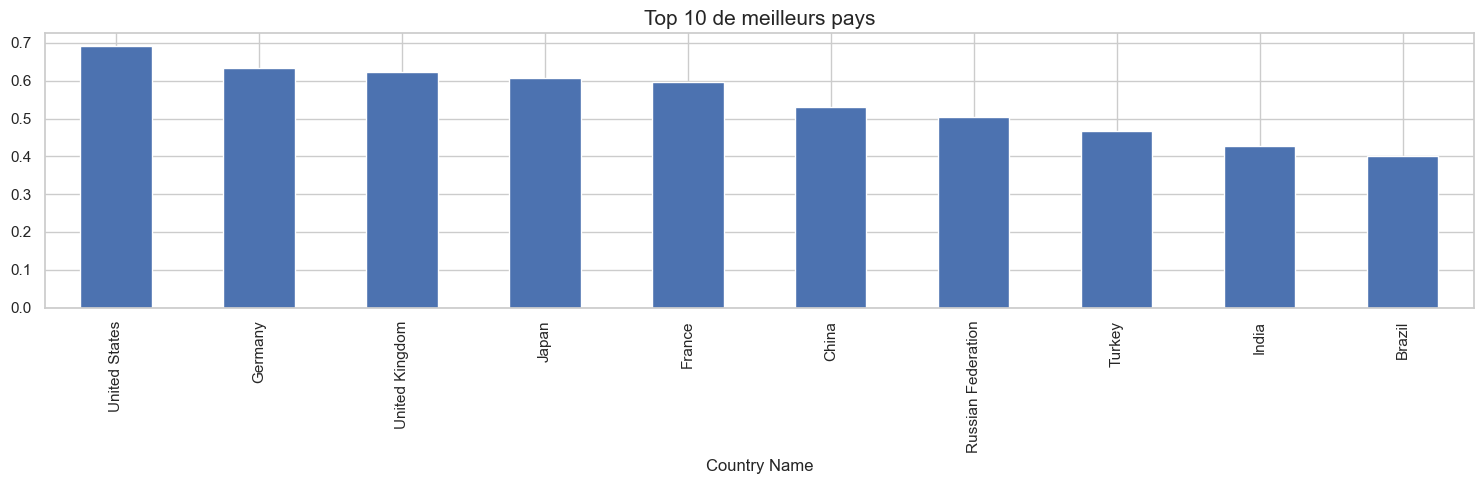 Top 10 de meilleurs pays
0.7
0.6
0.5
0.4
0.3
0.2
0.1
0.0
United States
Germany
United Kingdom
Japan
France
China
Russian Federation
Turkey
India
Brazil
Country Name